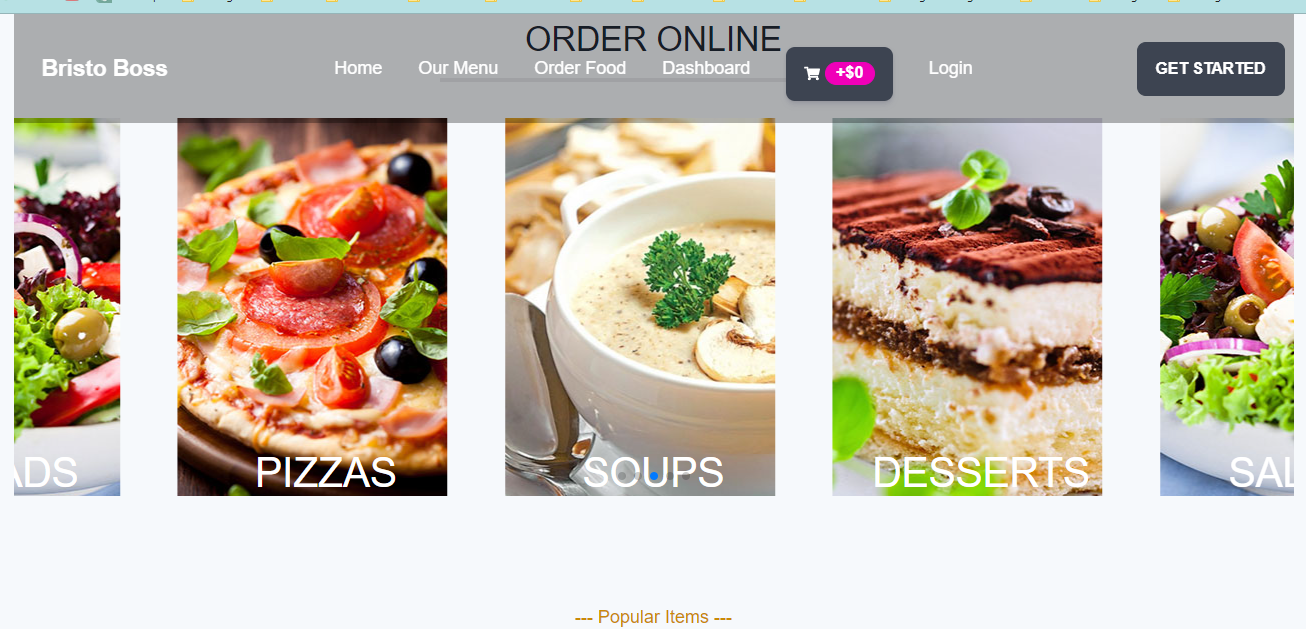 ORDER ONLINE
Bristo Boss Home Our Menu Order Food Dashboard +$0 Login GET STARTED
ADS PIZZAS SOUPS DESSERTS SAL
--- Popular Items ---